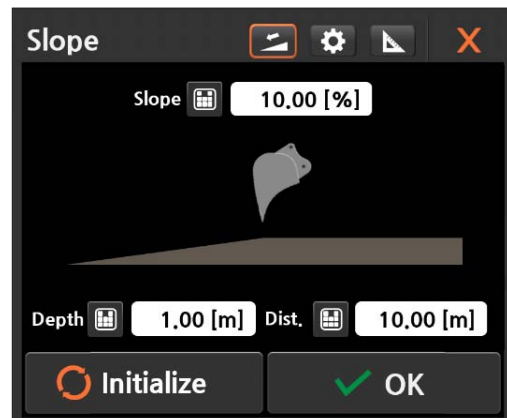 Slope X
Slope 10.00 [%]
Depth 1.00 [m] Dist. 10.00 [m]
Initialize OK